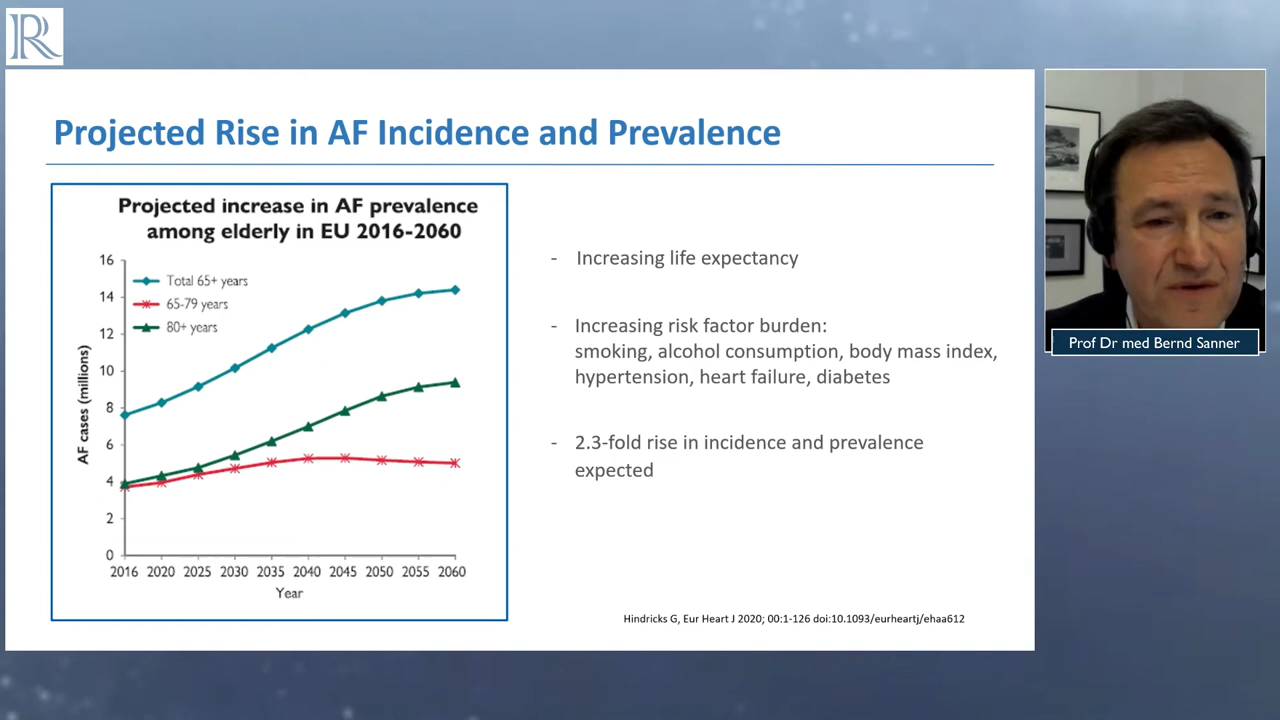 R
Projected Rise in AF Incidence and Prevalence
Projected increase in AF prevalence
among elderly in EU 2016-2060
16
14
12
10
8
6
4
2
0
AF cases (millions)
Total 65+ years
65-79 years
80+ years
2016 2020 2025 2030 2035 2040 2045 2050 2055 2060
Year
- Increasing life expectancy
- Increasing risk factor burden:
smoking, alcohol consumption, body mass index,
hypertension, heart failure, diabetes
- 2.3-fold rise in incidence and prevalence
expected
Hindricks G, Eur Heart J 2020; 00:1-126 doi:10.1093/eurheartj/ehaa612
Prof Dr med Bernd Sanner